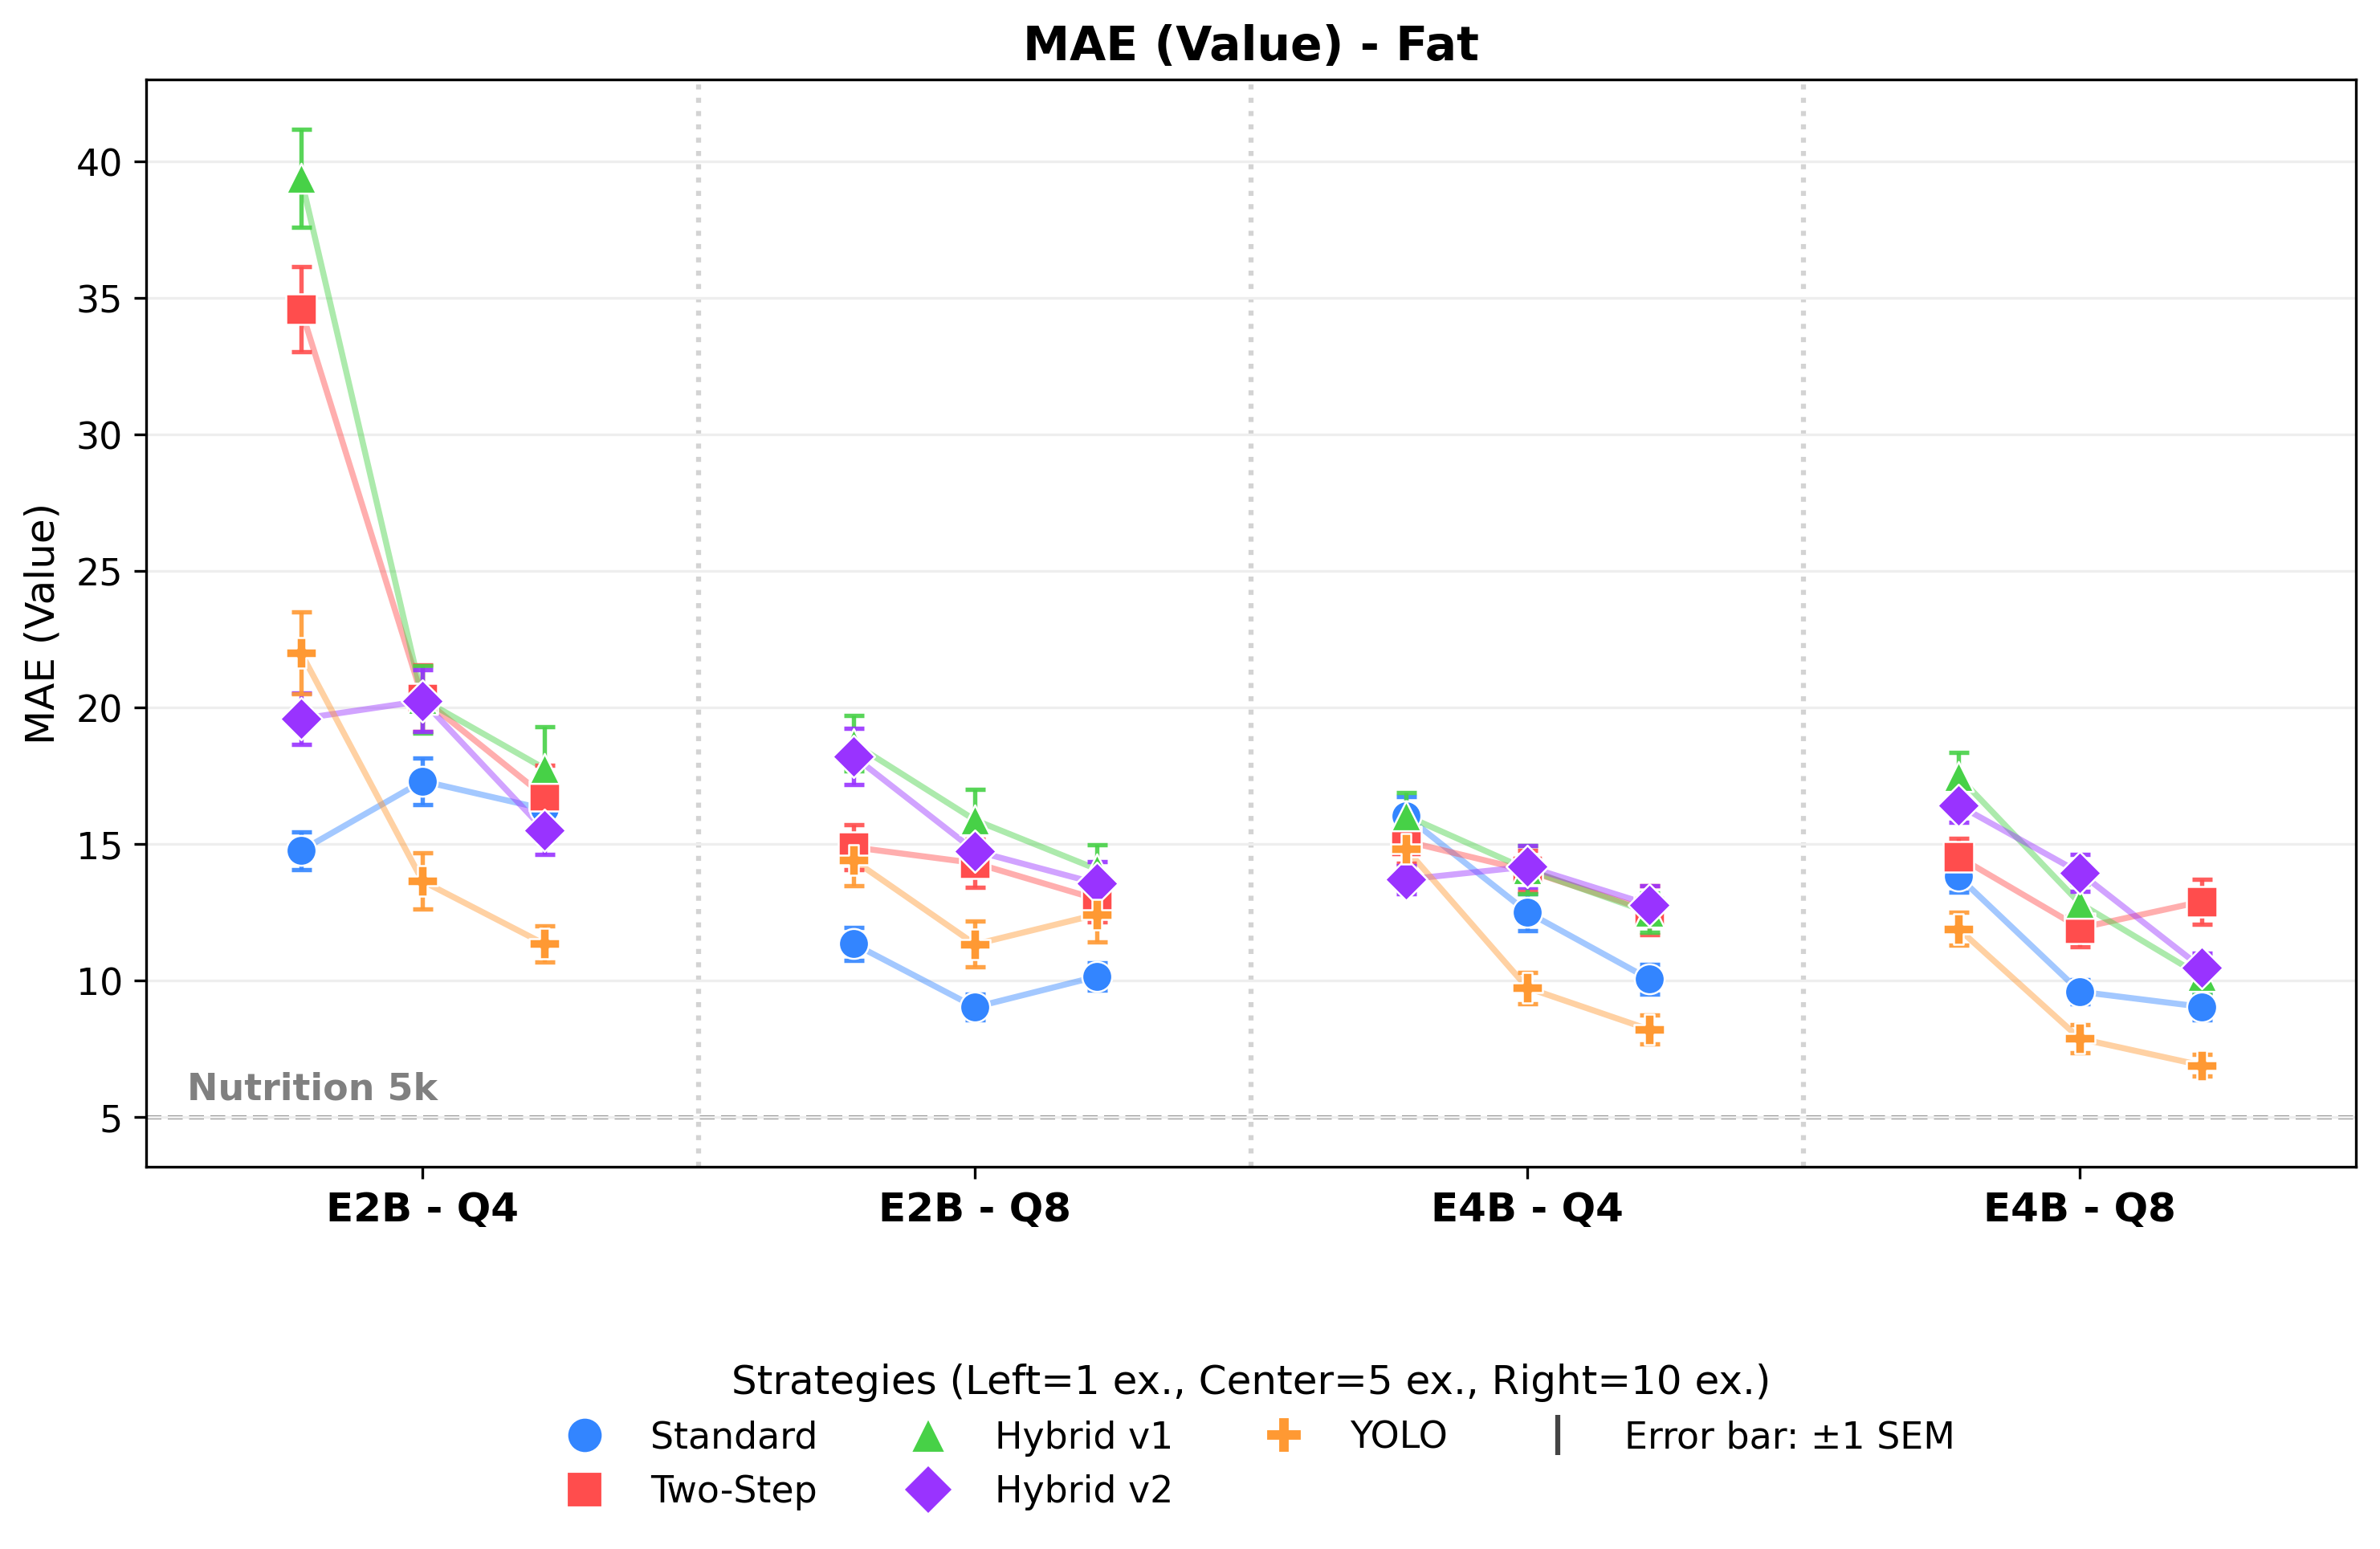 MAE (Value) - Fat
MAE (Value)
40
35
30
25
20
15
10
5
Nutrition 5k
E2B - Q4
E2B - Q8
E4B - Q4
E4B - Q8
Strategies (Left=1 ex., Center=5 ex., Right=10 ex.)
Standard
Hybrid v1
YOLO
Error bar: ±1 SEM
Two-Step
Hybrid v2